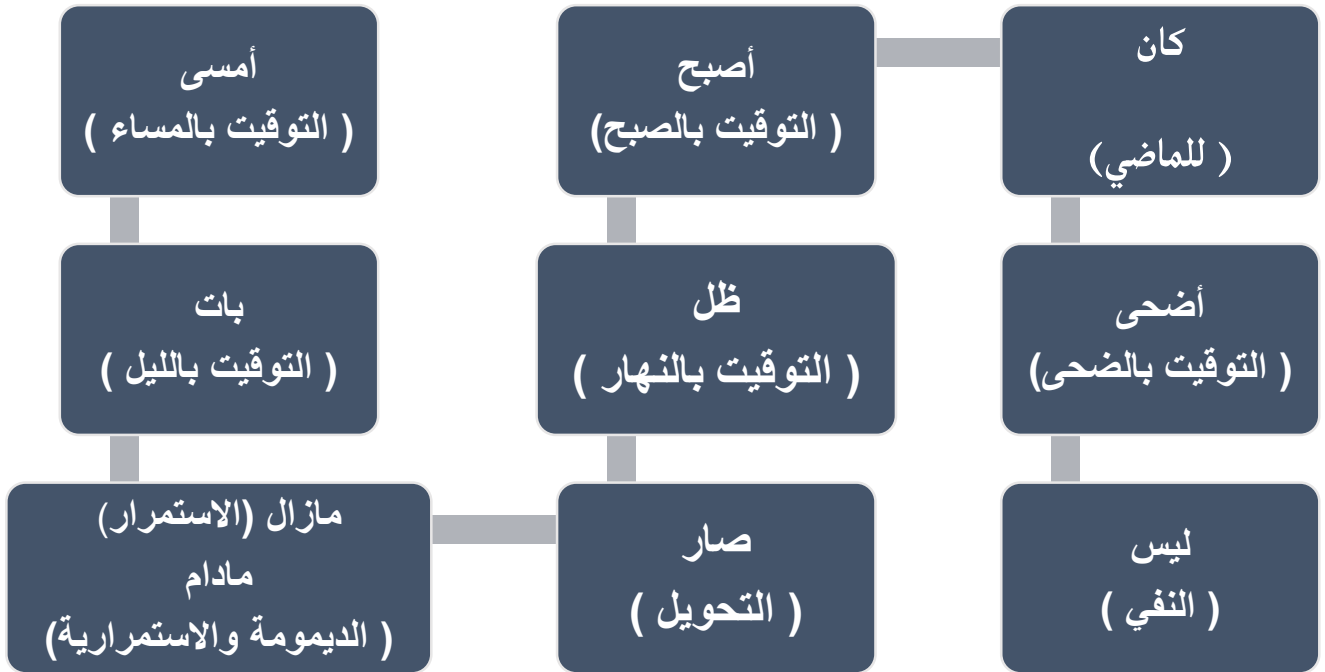 كان
( للماضي)
أصبح
( التوقيت بالصبح)
أمسى
( التوقيت بالمساء )
أضحى
( التوقيت بالضحى)
ظل
( التوقيت بالنهار )
بات
( التوقيت بالليل )
ليس
( النفي )
صار
( التحويل )
مازال (الاستمرار)
مادام
( الديمومة والاستمرارية)